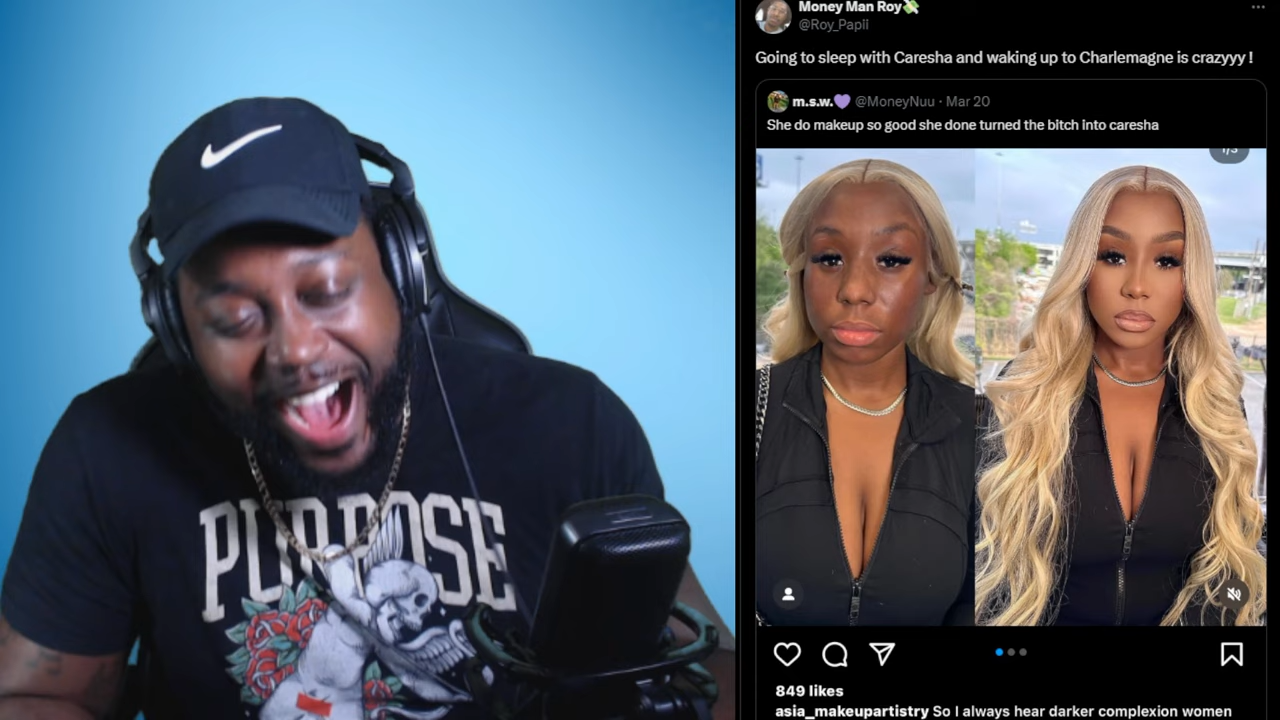 PURPOSE
Money Man Roy💸
@Roy_Papii
Going to sleep with Caresha and waking up to Charlemagne is crazyyy !
m.s.w.💜 @MoneyNuu · Mar 20
She do makeup so good she done turned the bitch into caresha
1/3
849 likes
asia_makeupartistry So I always hear darker complexion women